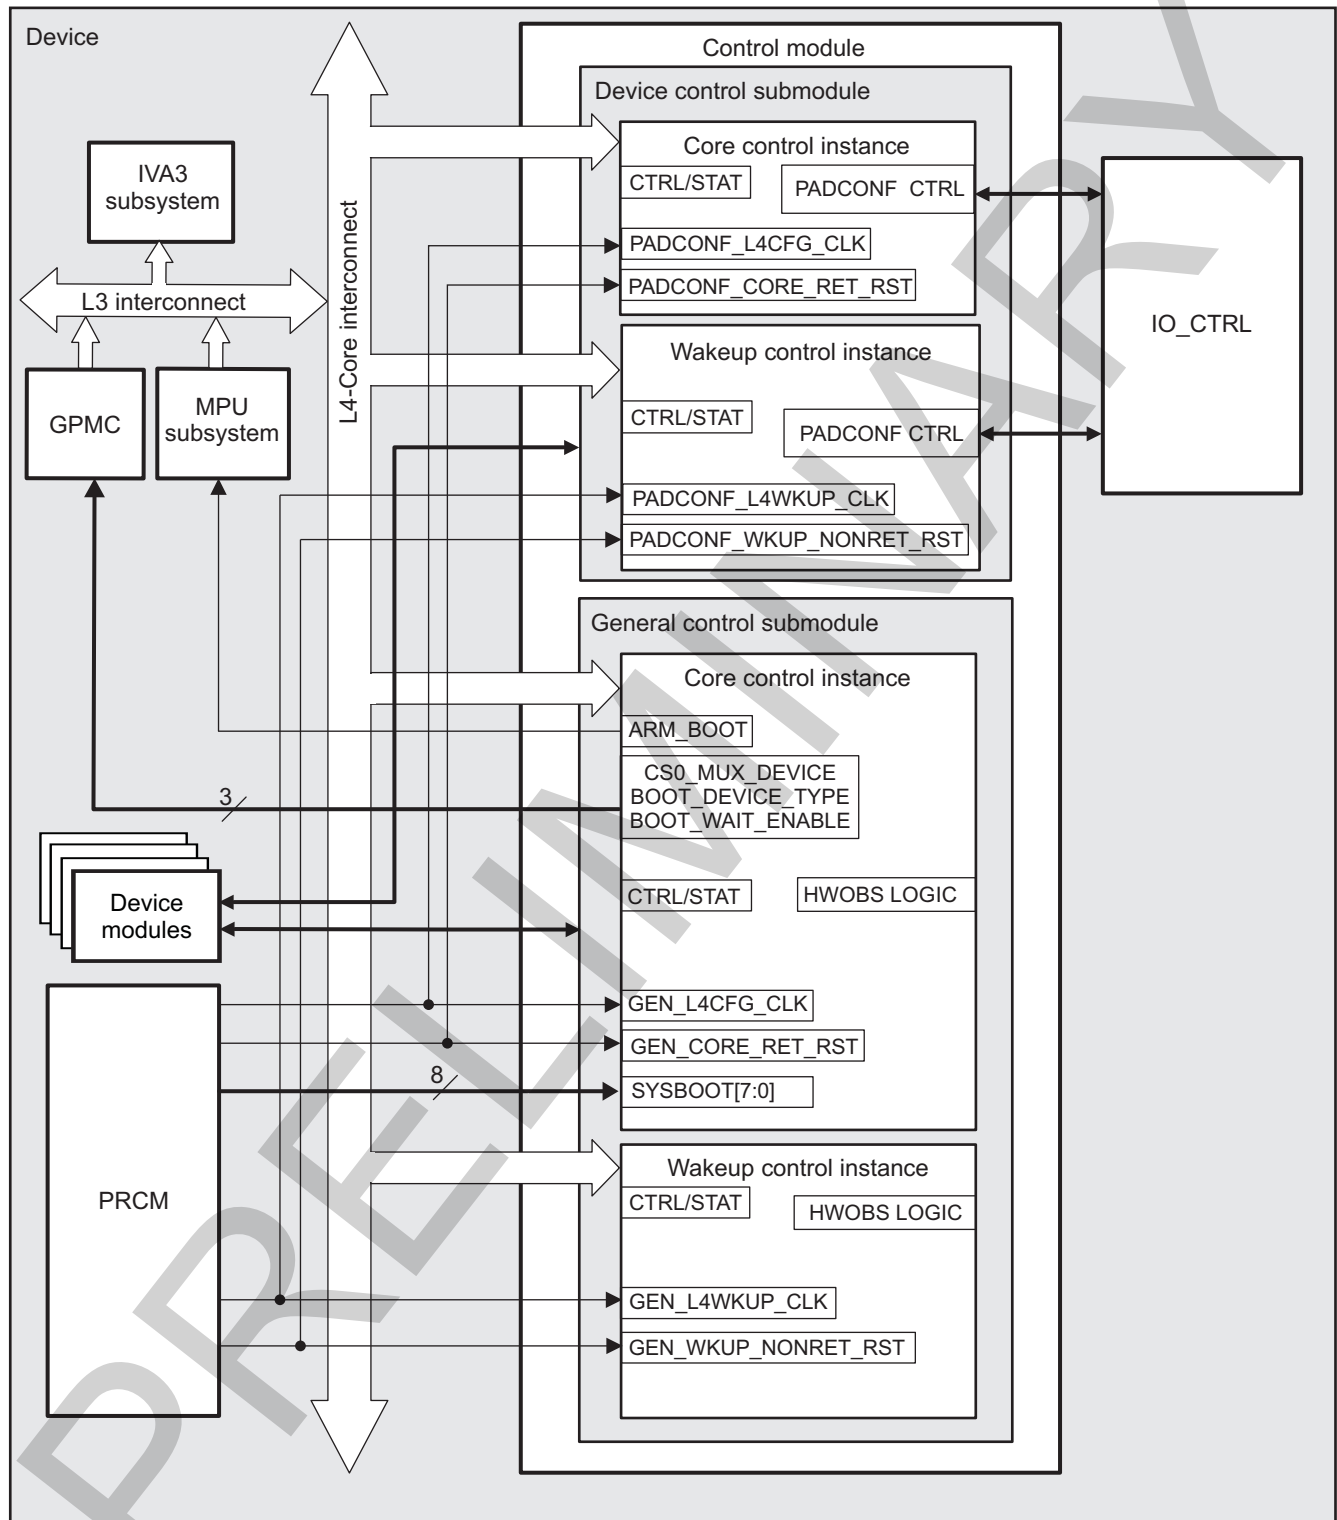 Device
Control module
Device control submodule
Core control instance
CTRL/STAT
PADCONF CTRL
PADCONF_L4CFG_CLK
PADCONF_CORE_RET_RST
IVA3
subsystem
L3 interconnect
GPMC
MPU
subsystem
L4-Core interconnect
IO_CTRL
Wakeup control instance
CTRL/STAT
PADCONF CTRL
PADCONF_L4WKUP_CLK
PADCONF_WKUP_NONRET_RST
General control submodule
Core control instance
ARM_BOOT
CS0_MUX_DEVICE
BOOT_DEVICE_TYPE
BOOT_WAIT_ENABLE
3
CTRL/STAT
HWOBS LOGIC
Device
modules
GEN_L4CFG_CLK
GEN_CORE_RET_RST
8
SYSBOOT[7:0]
PRCM
Wakeup control instance
CTRL/STAT
HWOBS LOGIC
GEN_L4WKUP_CLK
GEN_WKUP_NONRET_RST
PRELIMINARY